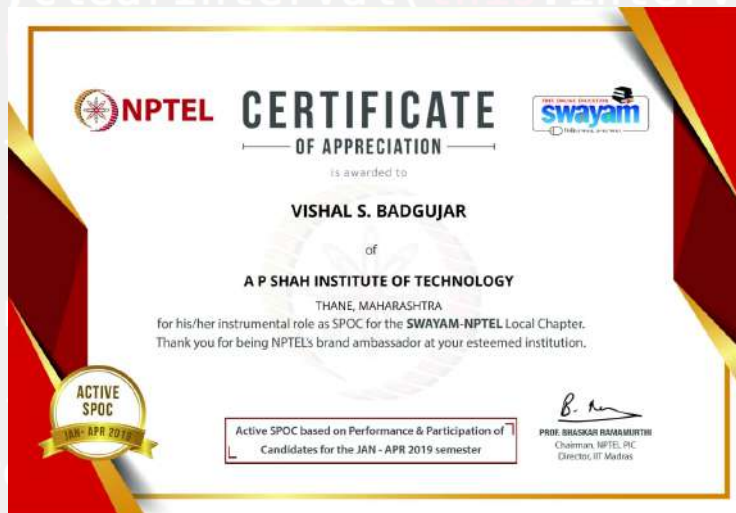 NPTEL
CERTIFICATE
OF APPRECIATION
FREE ONLINE EDUCATION
swayam
is awarded to
VISHAL S. BADGUJAR
of
A P SHAH INSTITUTE OF TECHNOLOGY
THANE, MAHARASHTRA
for his/her instrumental role as SPOC for the SWAYAM-NPTEL Local Chapter.
Thank you for being NPTEL's brand ambassador at your esteemed institution.
ACTIVE
SPOC
JAN- APR 2019
Active SPOC based on Performance & Participation of
Candidates for the JAN - APR 2019 semester
PROF. BHASKAR RAMAMURTHI
Chairman, NPTEL PIC
Director, IIT Madras